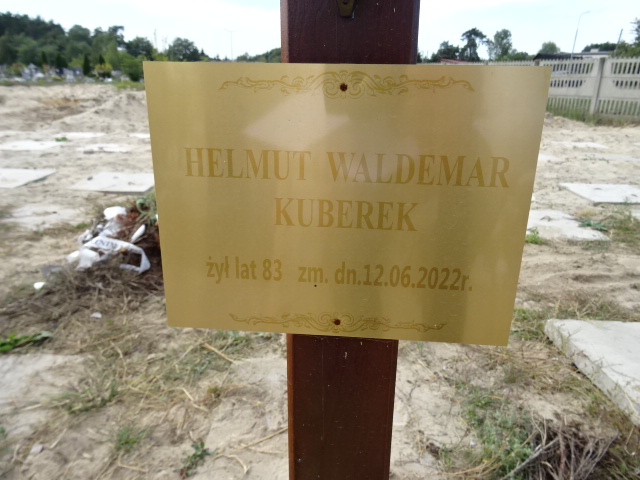 HELMUT WALDEMAR
KUBEREK
żył lat 83 zm. dn.12.06.2022r.